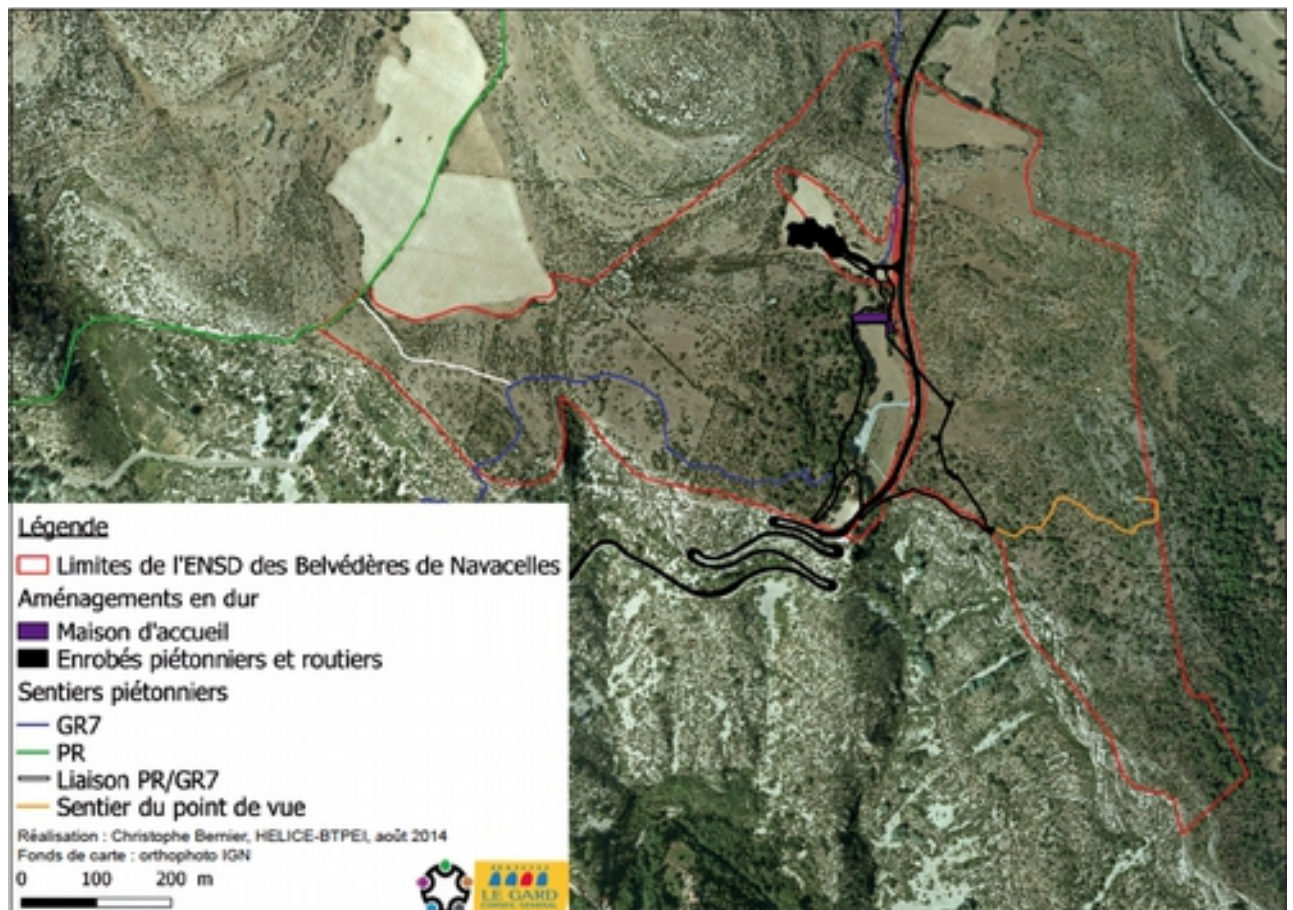 Légende
Limites de l'ENSD des Belvédères de Navacelles
Aménagements en dur
Maison d'accueil
Enrobés piétonniers et routiers
Sentiers piétonniers
GR7
PR
Liaison PR/GR7
Sentier du point de vue
Réalisation : Christophe Bernier, HELICE-BTPEI, août 2014
Fonds de carte : orthophoto IGN
0 100 200 m
LE GARD
CONSEIL GENERAL